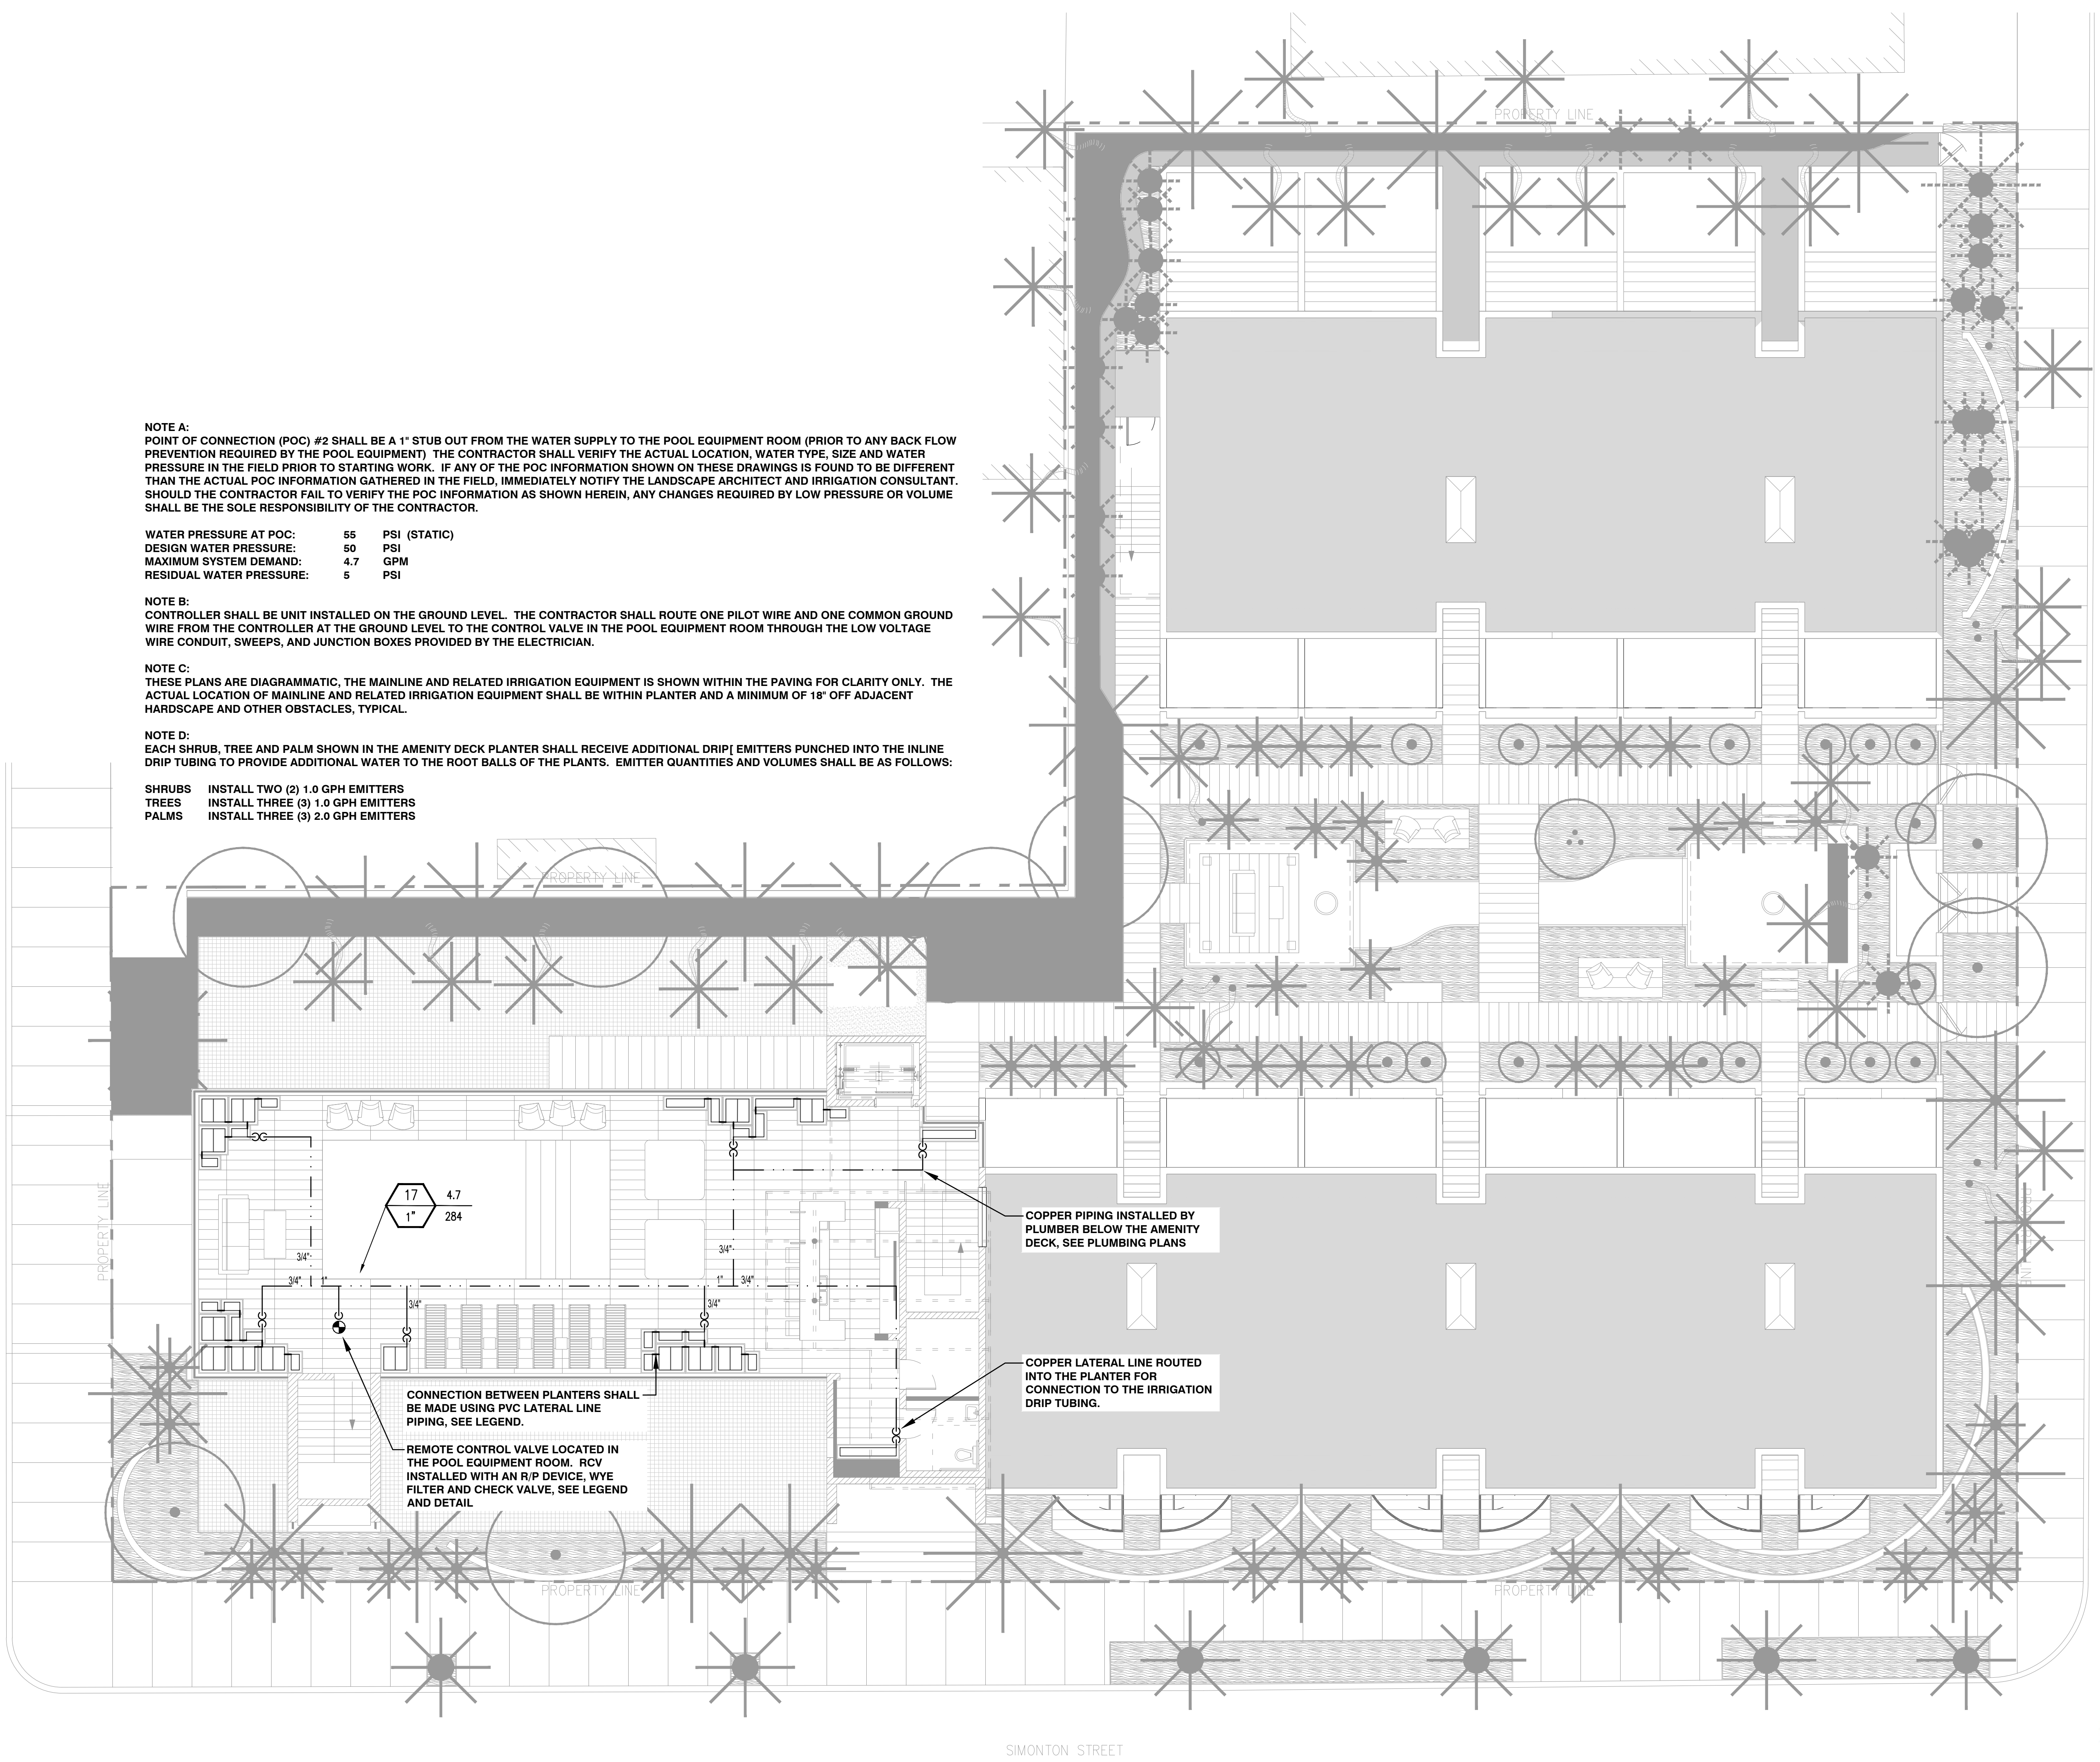 PROPERTY LINE
NOTE A:
POINT OF CONNECTION (POC) #2 SHALL BE A 1" STUB OUT FROM THE WATER SUPPLY TO THE POOL EQUIPMENT ROOM (PRIOR TO ANY BACK FLOW
PREVENTION REQUIRED BY THE POOL EQUIPMENT)  THE CONTRACTOR SHALL VERIFY THE ACTUAL LOCATION, WATER TYPE, SIZE AND WATER
PRESSURE IN THE FIELD PRIOR TO STARTING WORK.  IF ANY OF THE POC INFORMATION SHOWN ON THESE DRAWINGS IS FOUND TO BE DIFFERENT
THAN THE ACTUAL POC INFORMATION GATHERED IN THE FIELD, IMMEDIATELY NOTIFY THE LANDSCAPE ARCHITECT AND IRRIGATION CONSULTANT.
SHOULD THE CONTRACTOR FAIL TO VERIFY THE POC INFORMATION AS SHOWN HEREIN, ANY CHANGES REQUIRED BY LOW PRESSURE OR VOLUME
SHALL BE THE SOLE RESPONSIBILITY OF THE CONTRACTOR.
WATER PRESSURE AT POC: 55 PSI (STATIC)
DESIGN WATER PRESSURE: 50 PSI
MAXIMUM SYSTEM DEMAND: 4.7 GPM
RESIDUAL WATER PRESSURE: 5 PSI
NOTE B:
CONTROLLER SHALL BE UNIT INSTALLED ON THE GROUND LEVEL.  THE CONTRACTOR SHALL ROUTE ONE PILOT WIRE AND ONE COMMON GROUND
WIRE FROM THE CONTROLLER AT THE GROUND LEVEL TO THE CONTROL VALVE IN THE POOL EQUIPMENT ROOM THROUGH THE LOW VOLTAGE
WIRE CONDUIT, SWEEPS, AND JUNCTION BOXES PROVIDED BY THE ELECTRICIAN.
NOTE C:
THESE PLANS ARE DIAGRAMMATIC, THE MAINLINE AND RELATED IRRIGATION EQUIPMENT IS SHOWN WITHIN THE PAVING FOR CLARITY ONLY.  THE
ACTUAL LOCATION OF MAINLINE AND RELATED IRRIGATION EQUIPMENT SHALL BE WITHIN PLANTER AND A MINIMUM OF 18" OFF ADJACENT
HARDSCAPE AND OTHER OBSTACLES, TYPICAL.
NOTE D:
EACH SHRUB, TREE AND PALM SHOWN IN THE AMENITY DECK PLANTER SHALL RECEIVE ADDITIONAL DRIP[ EMITTERS PUNCHED INTO THE INLINE
DRIP TUBING TO PROVIDE ADDITIONAL WATER TO THE ROOT BALLS OF THE PLANTS.  EMITTER QUANTITIES AND VOLUMES SHALL BE AS FOLLOWS:
SHRUBS INSTALL TWO (2) 1.0 GPH EMITTERS
TREES INSTALL THREE (3) 1.0 GPH EMITTERS
PALMS INSTALL THREE (3) 2.0 GPH EMITTERS
PROPERTY LINE
PROPERTY LINE
17 4.7
1" 284
COPPER PIPING INSTALLED BY
PLUMBER BELOW THE AMENITY
DECK, SEE PLUMBING PLANS
3/4"
3/4"
3/4"
1"
1"
3/4"
3/4"
3/4"
COPPER LATERAL LINE ROUTED
INTO THE PLANTER FOR
CONNECTION TO THE IRRIGATION
DRIP TUBING.
CONNECTION BETWEEN PLANTERS SHALL
BE MADE USING PVC LATERAL LINE
PIPING, SEE LEGEND.
REMOTE CONTROL VALVE LOCATED IN
THE POOL EQUIPMENT ROOM.  RCV
INSTALLED WITH AN R/P DEVICE, WYE
FILTER AND CHECK VALVE, SEE LEGEND
AND DETAIL
PROPERTY LINE
PROPERTY LINE
SIMONTON STREET